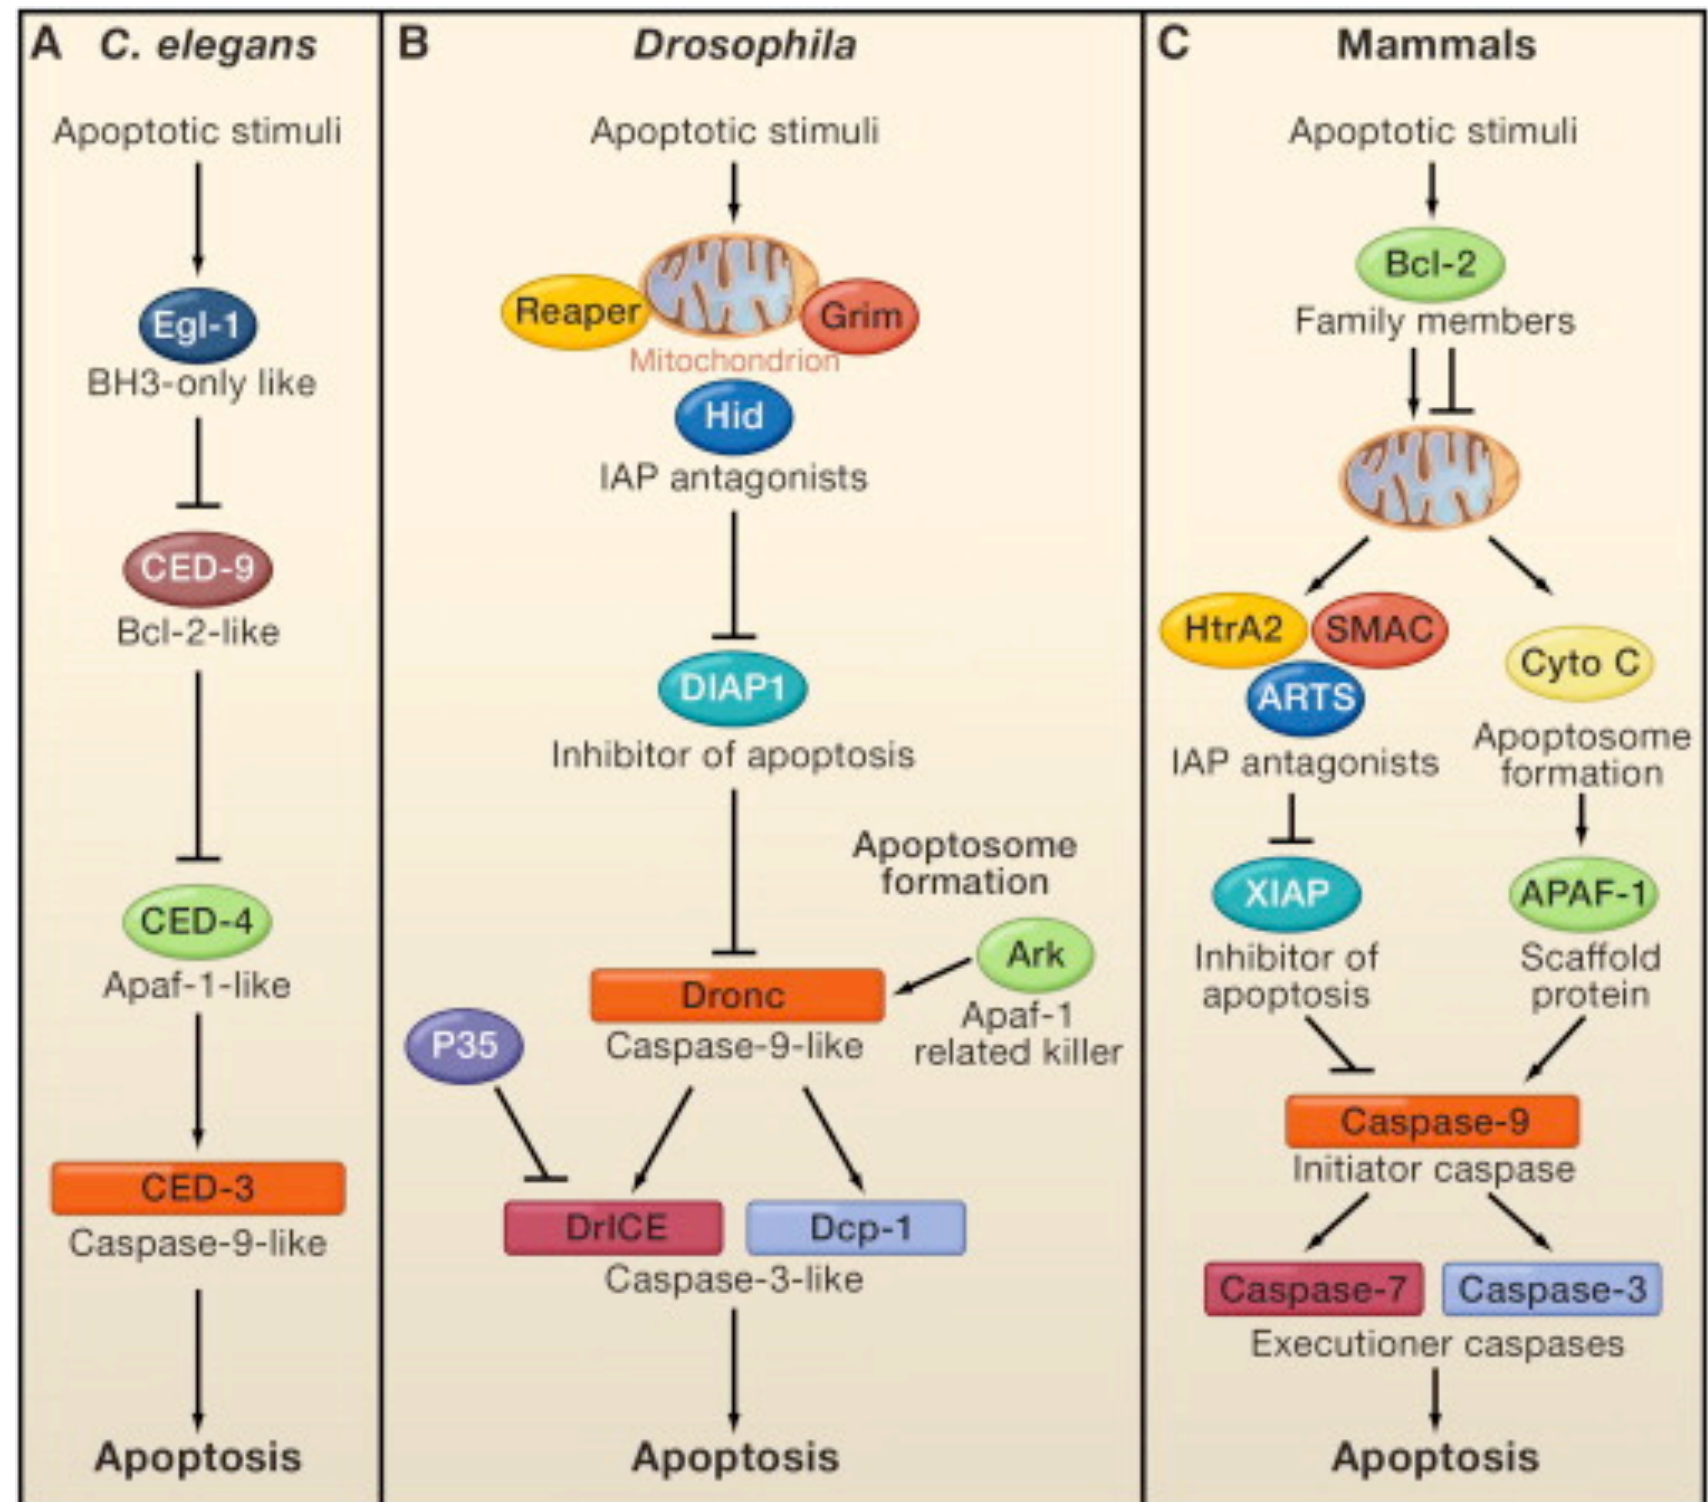 A C. elegans
Apoptotic stimuli
Egl-1
BH3-only like
CED-9
Bcl-2-like
CED-4
Apaf-1-like
CED-3
Caspase-9-like
Apoptosis
B Drosophila
Apoptotic stimuli
Reaper
Grim
Mitochondrion
Hid
IAP antagonists
DIAP1
Inhibitor of apoptosis
Apoptosome
formation
Ark
Apaf-1
related killer
Dronc
Caspase-9-like
P35
DrICE
Dcp-1
Caspase-3-like
Apoptosis
C Mammals
Apoptotic stimuli
Bcl-2
Family members
HtrA2
SMAC
ARTS
IAP antagonists
Cyto C
Apoptosome
formation
XIAP
Inhibitor of
apoptosis
APAF-1
Scaffold
protein
Caspase-9
Initiator caspase
Caspase-7
Caspase-3
Executioner caspases
Apoptosis